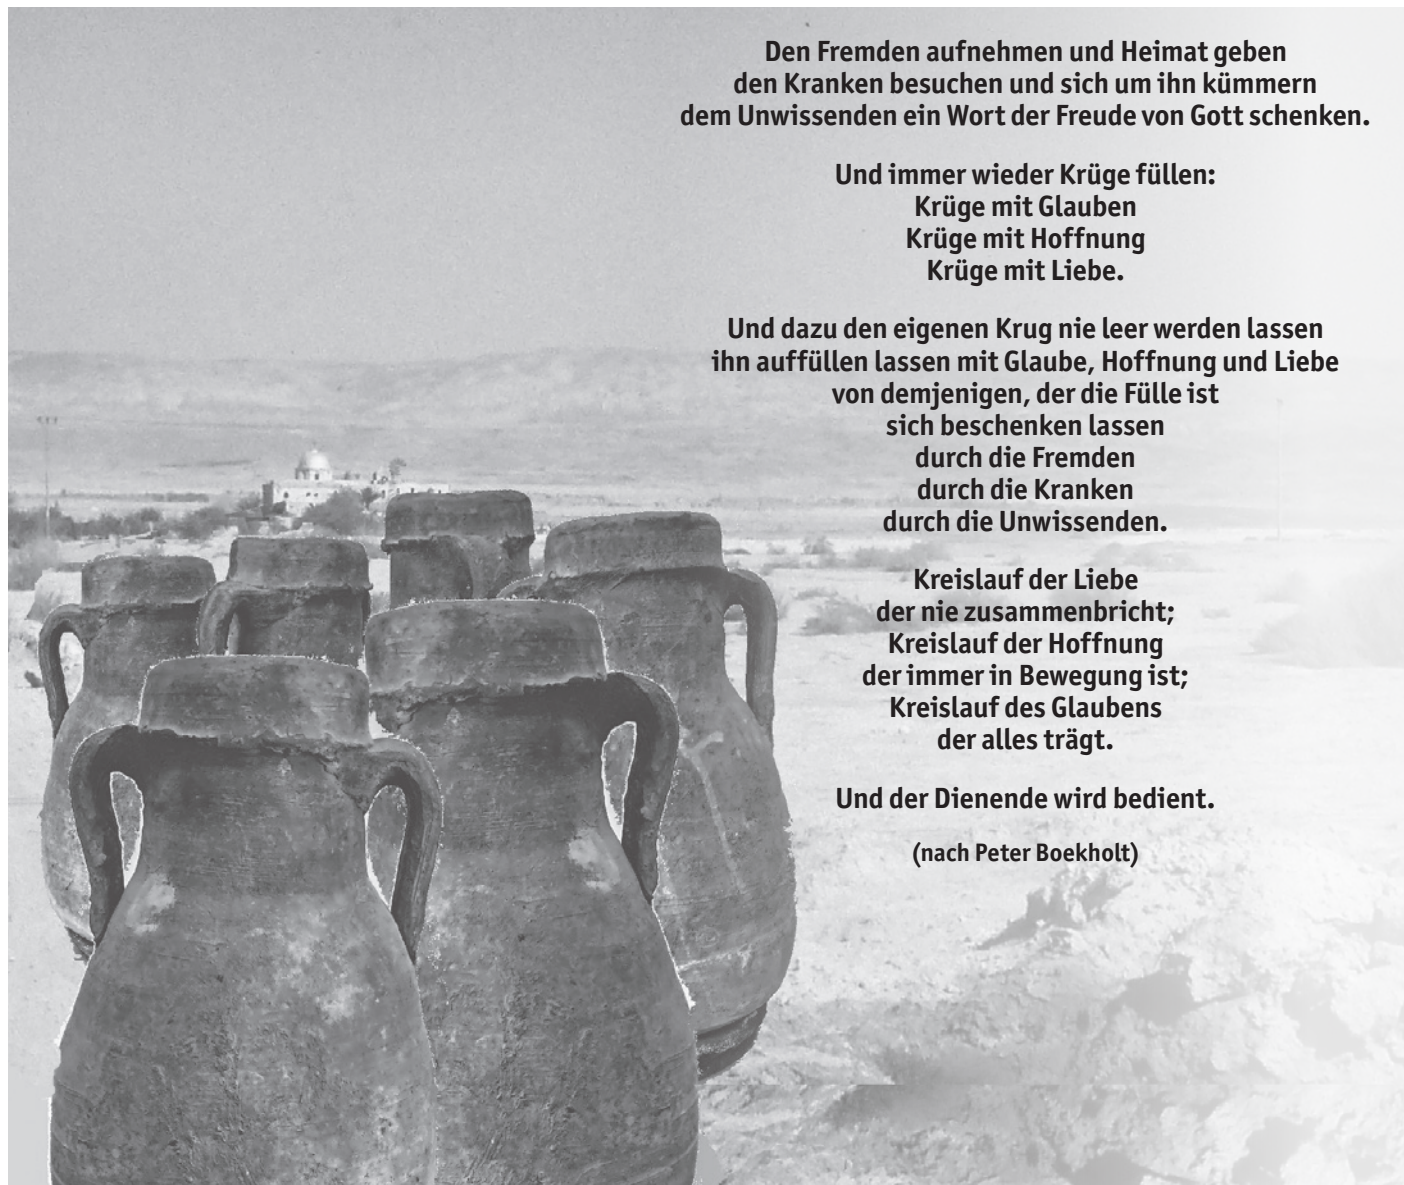 Den Fremden aufnehmen und Heimat geben
den Kranken besuchen und sich um ihn kümmern
dem Unwissenden ein Wort der Freude von Gott schenken.
Und immer wieder Krüge füllen:
Krüge mit Glauben
Krüge mit Hoffnung
Krüge mit Liebe.
Und dazu den eigenen Krug nie leer werden lassen
ihn auffüllen lassen mit Glaube, Hoffnung und Liebe
von demjenigen, der die Fülle ist
sich beschenken lassen
durch die Fremden
durch die Kranken
durch die Unwissenden.
Kreislauf der Liebe
der nie zusammenbricht;
Kreislauf der Hoffnung
der immer in Bewegung ist;
Kreislauf des Glaubens
der alles trägt.
Und der Dienende wird bedient.
(nach Peter Boekholt)